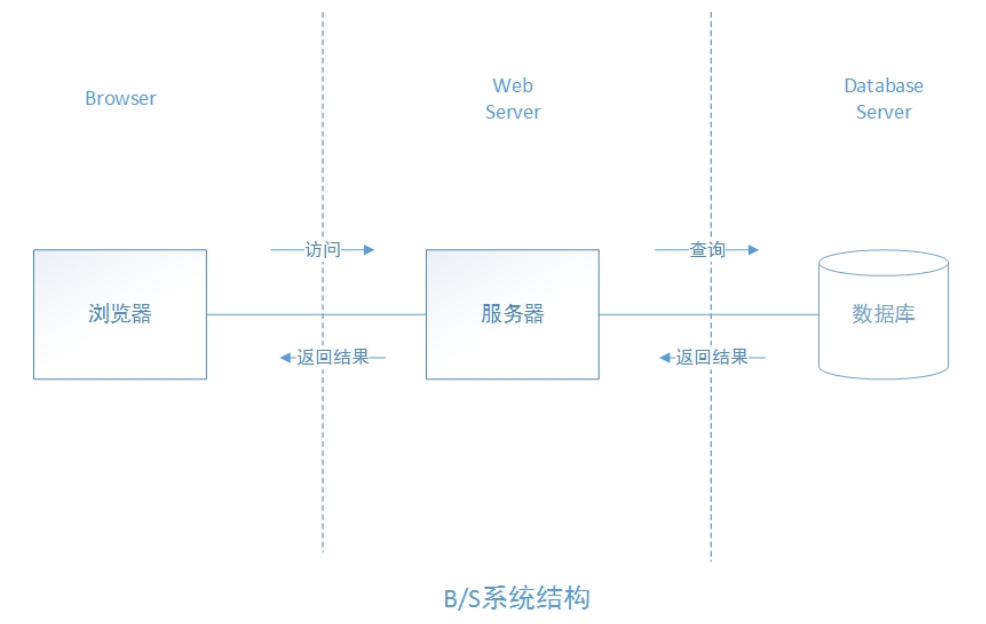 Browser
Web
Server
Database
Server
访问
查询
浏览器
服务器
数据库
返回结果
返回结果
B/S系统结构